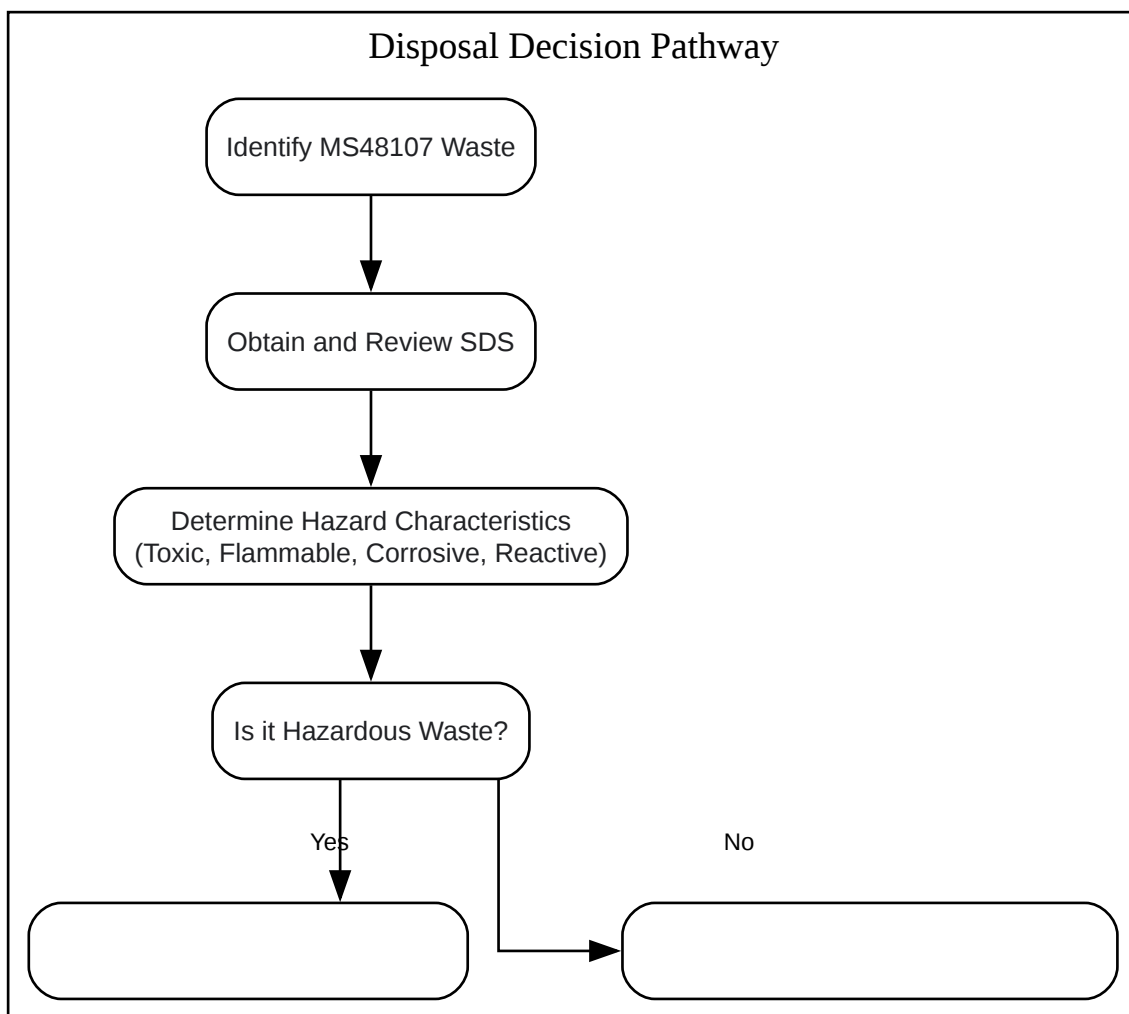 Disposal Decision Pathway
Identify MS48107 Waste
Obtain and Review SDS
Determine Hazard Characteristics
(Toxic, Flammable, Corrosive, Reactive)
Is it Hazardous Waste?
Yes
No